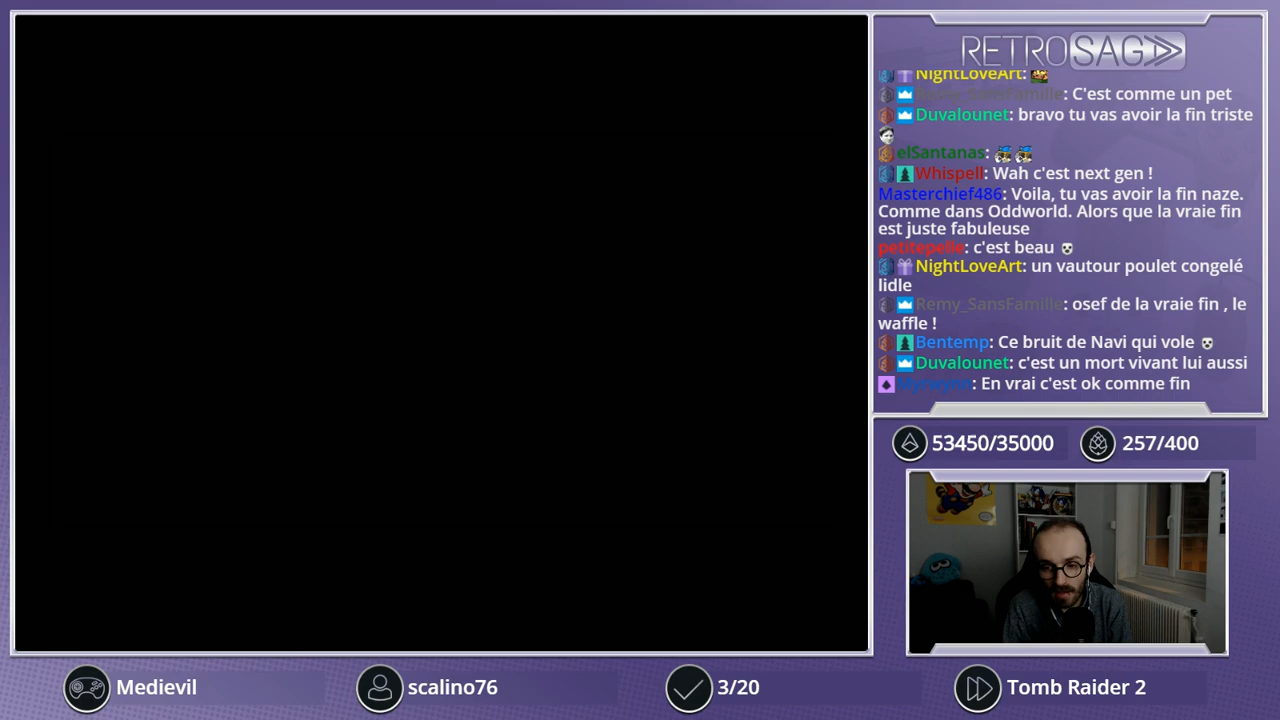 RETROSAG
NightLoveArt:
Remy_SansFamille: C'est comme un pet
Duvalounet: bravo tu vas avoir la fin triste
elSantanas:
Whispell: Wah c'est next gen !
Masterchief486: Voila, tu vas avoir la fin naze.
Comme dans Oddworld. Alors que la vraie fin
est juste fabuleuse
petitepelle: c'est beau
NightLoveArt: un vautour poulet congelé
lidle
Remy_SansFamille: osef de la vraie fin , le
waffle !
Bentemp: Ce bruit de Navi qui vole
Duvalounet: c'est un mort vivant lui aussi
: En vrai c'est ok comme fin
53450/35000
257/400
Medievil
scalino76
3/20
Tomb Raider 2